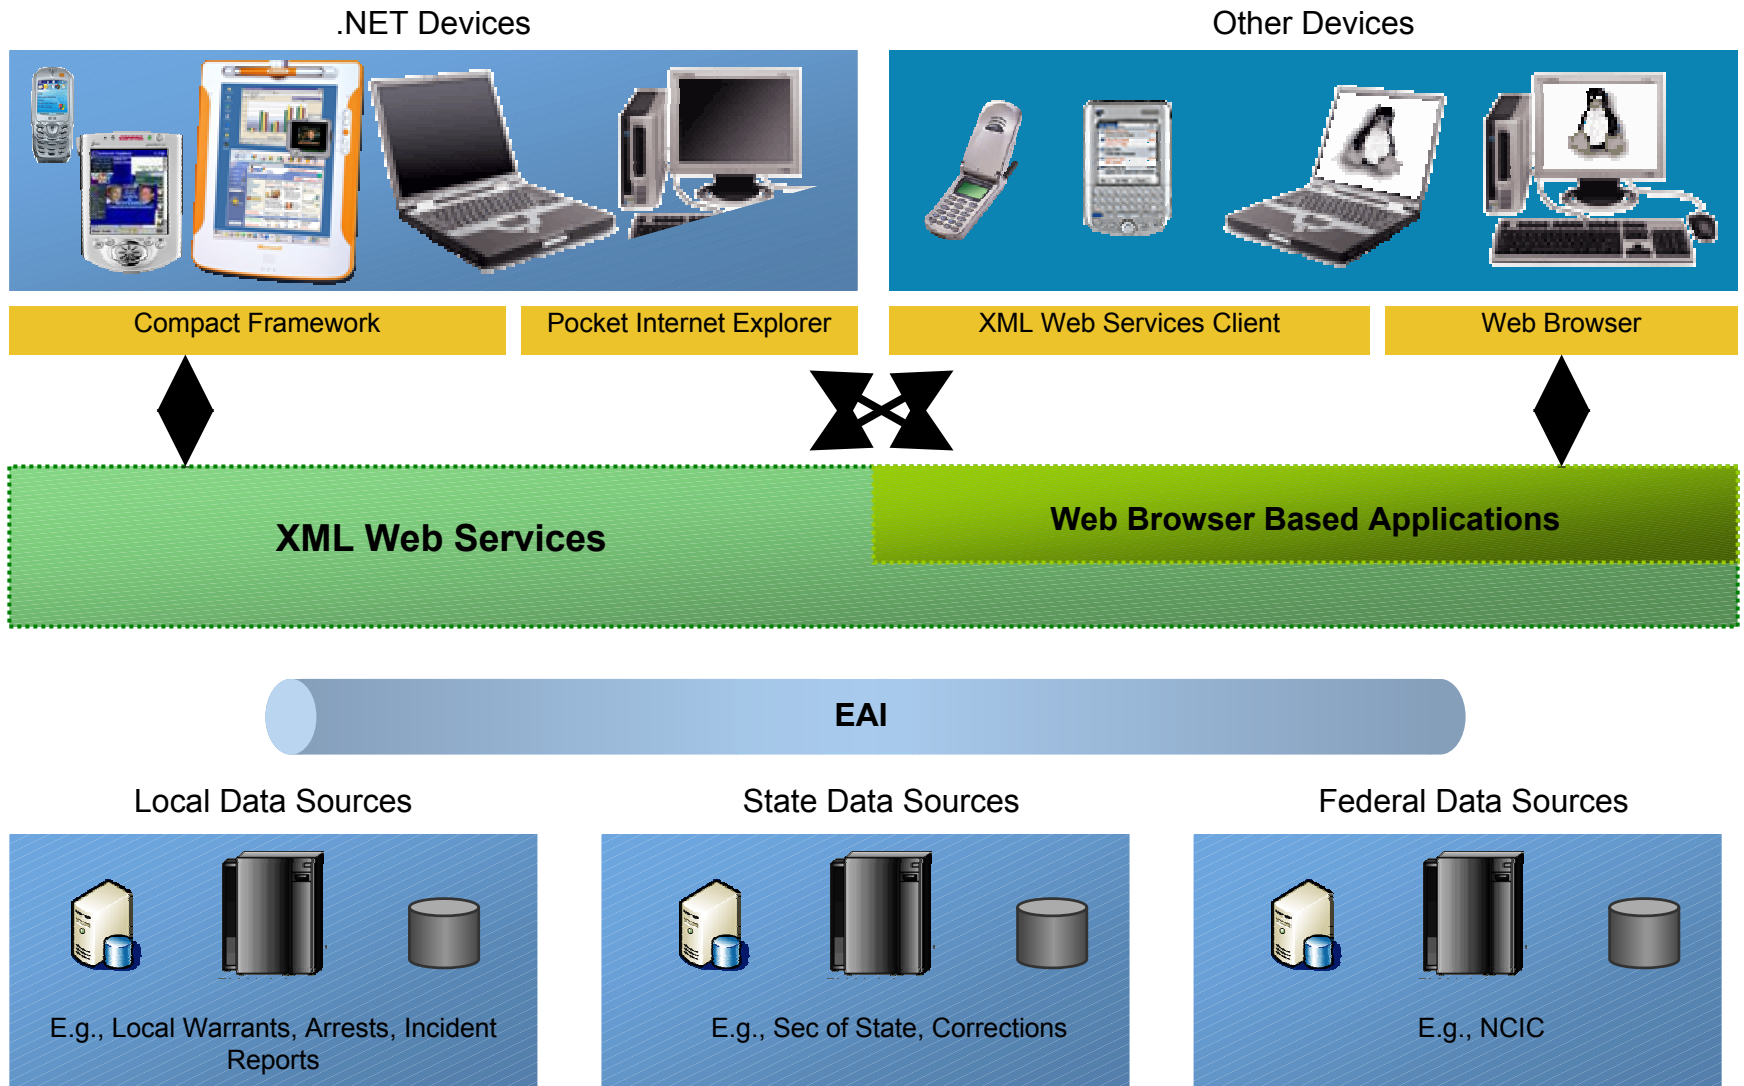 .NET Devices
Other Devices
Compact Framework
Pocket Internet Explorer
XML Web Services Client
Web Browser
XML Web Services
Web Browser Based Applications
EAI
Local Data Sources
State Data Sources
Federal Data Sources
E.g., Local Warrants, Arrests, Incident
Reports
E.g., Sec of State, Corrections
E.g., NCIC